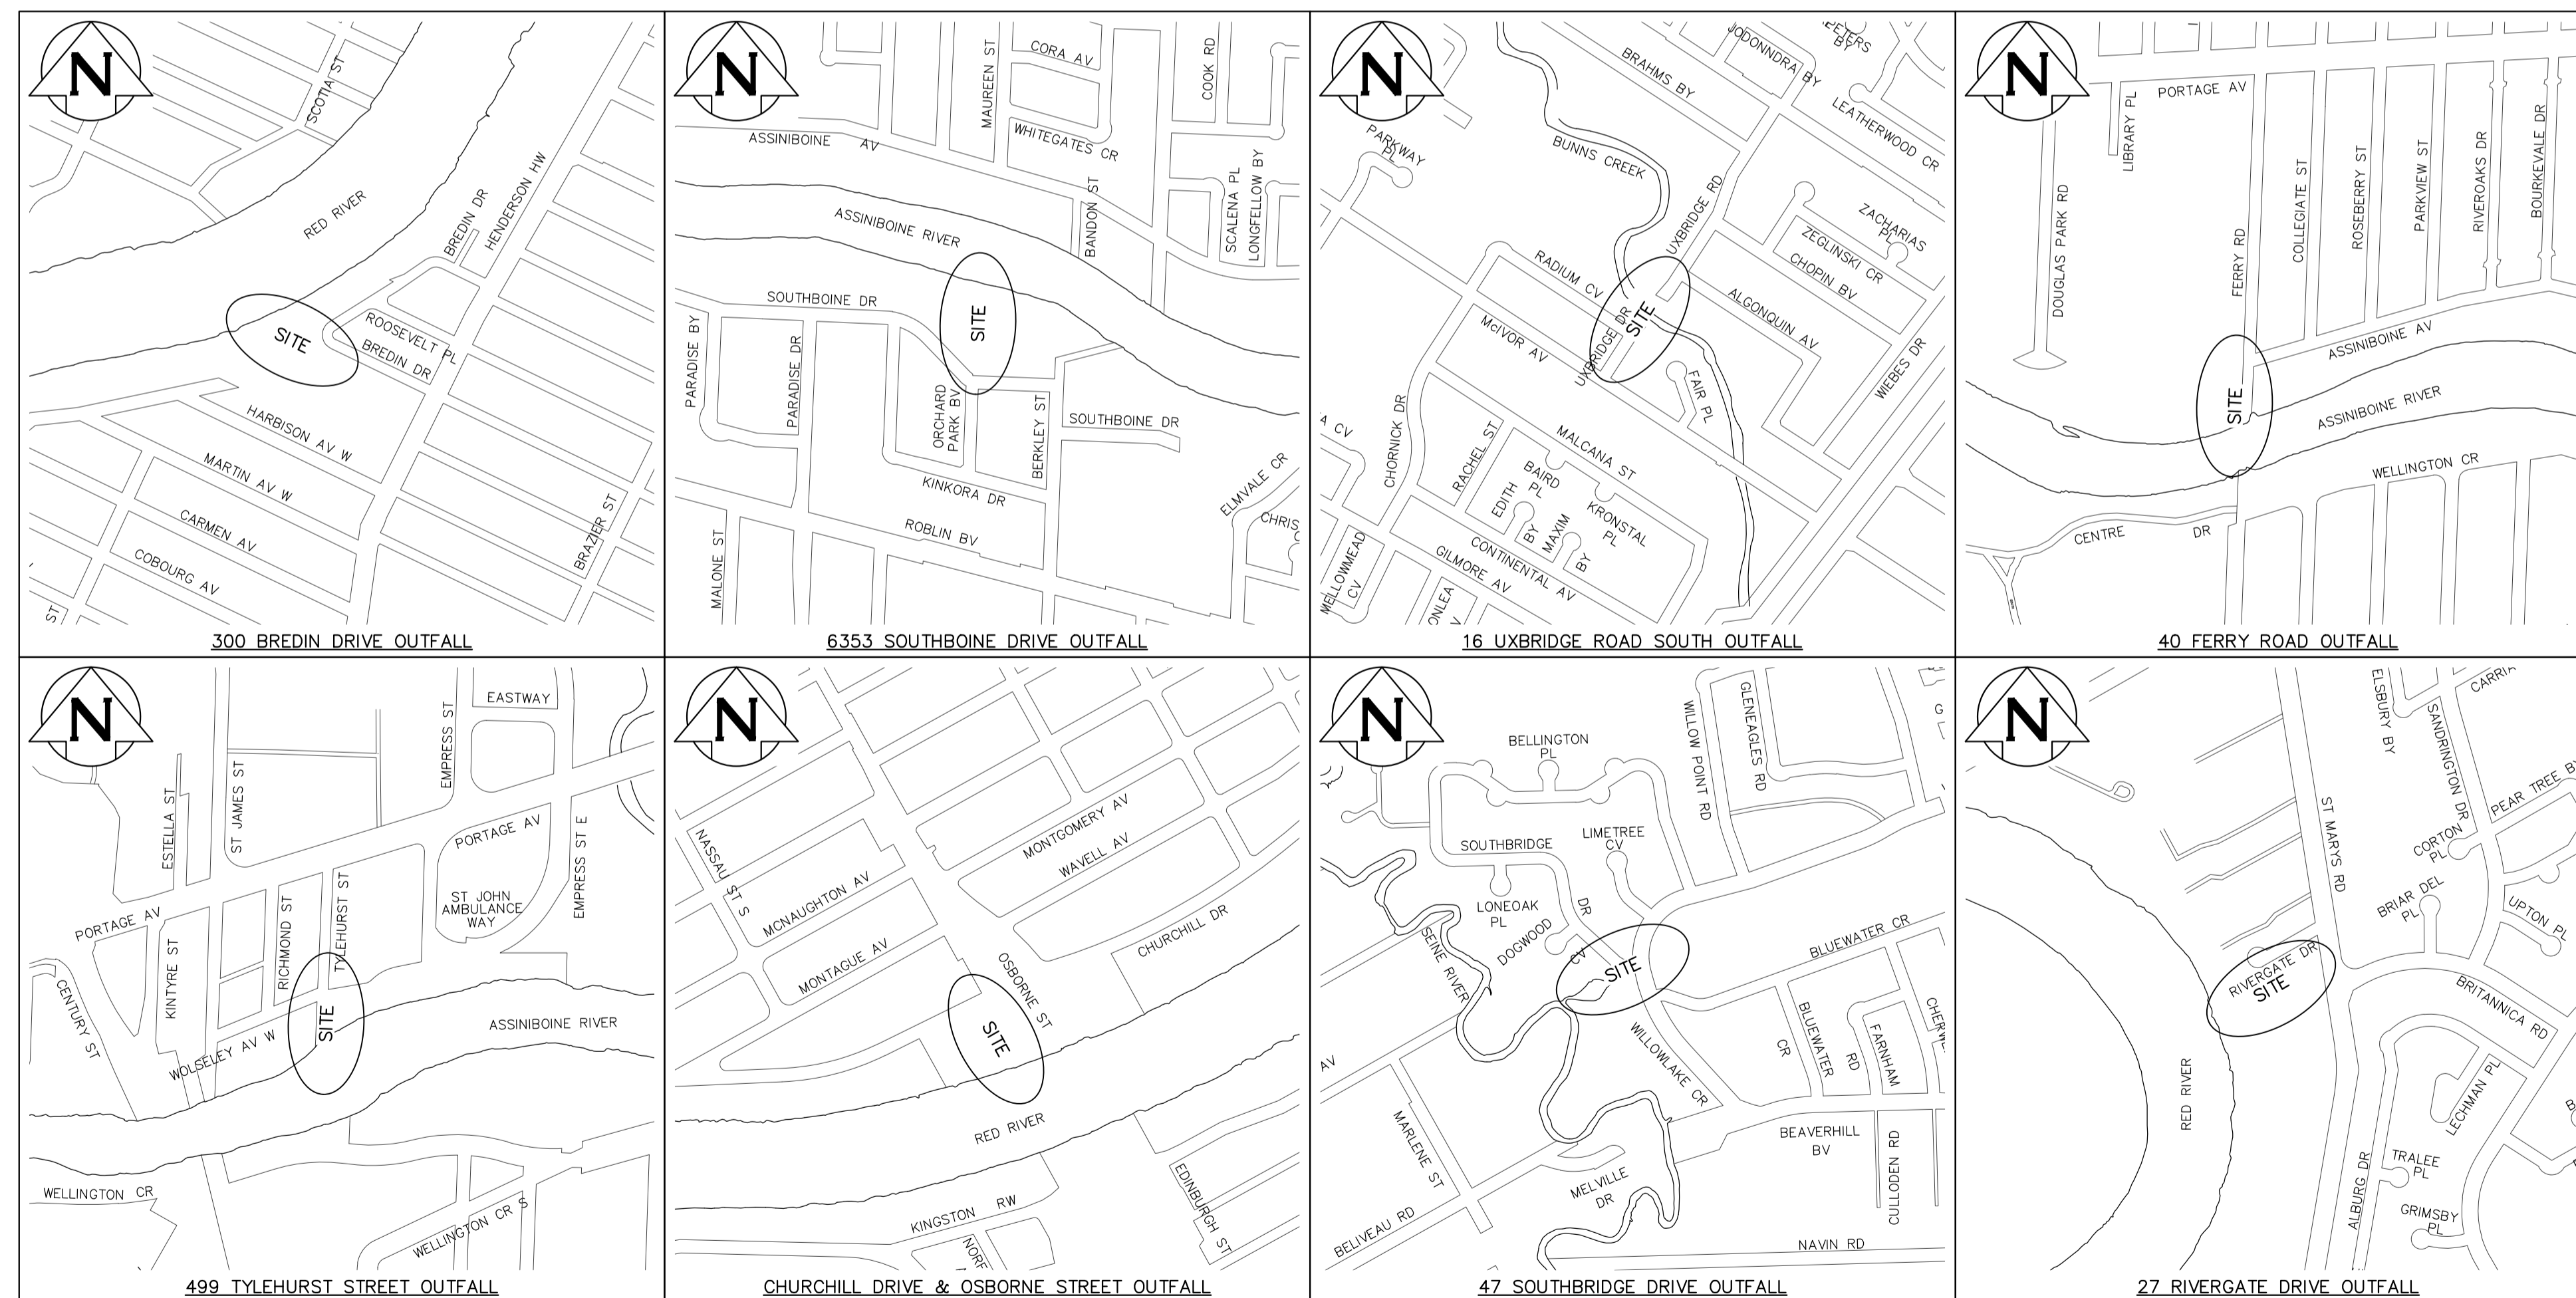 N
SCOTIA ST
RED RIVER
BREDIN DR
HENDERSON HW
SITE
ROOSEVELT PL
BREDIN DR
HARBISON AV W
MARTIN AV W
CARMEN AV
COBOURG AV
BRAZIER ST
ST
300 BREDIN DRIVE OUTFALL
N
MAUREEN ST
CORA AV
COOK RD
ASSINIBOINE AV
WHITEGATES CR
BANDON ST
SCALENA PL
LONGFELLOW BY
ASSINIBOINE RIVER
SOUTHBOINE DR
SITE
PARADISE BY
PARADISE DR
ORCHARD
PARK BV
BERKLEY ST
SOUTHBOINE DR
KINKORA DR
ROBLIN BV
MALONE ST
ELMVALE CR
CHRIS
6353 SOUTHBOINE DRIVE OUTFALL
N
BRAHMS BY
JODONNDRA BY
BY
LEATHERWOOD CR
PARKWAY
PL
BUNNS CREEK
UXBRIDGE RD
ZACHARIAS
PL
ZEGLINSKI CR
CHOPIN BV
RADIUM CV
ALGONQUIN AV
SITE
UXBRIDGE DR
McIVOR AV
WIEBES DR
FAIR PL
A CV
CHORNICK DR
RACHEL ST
MALCANA ST
BAIRD
PL
EDITH
BY
MAXIM
BY
KRONSTAL
PL
CONTINENTAL AV
GILMORE AV
MELLOWMEAD
CV
ONLEA
16 UXBRIDGE ROAD SOUTH OUTFALL
N
PORTAGE AV
LIBRARY PL
DOUGLAS PARK RD
FERRY RD
COLLEGIATE ST
ROSEBERRY ST
PARKVIEW ST
RIVEROAKS DR
BOURKEVALE DR
ASSINIBOINE AV
SITE
ASSINIBOINE RIVER
WELLINGTON CR
CENTRE DR
40 FERRY ROAD OUTFALL
N
EASTWAY
EMPRESS ST
ESTELLA ST
ST JAMES ST
PORTAGE AV
EMPRESS ST E
ST JOHN
AMBULANCE
WAY
PORTAGE AV
KINTYRE ST
RICHMOND ST
TYLEHURST ST
CENTURY ST
SITE
WOLSELEY AV W
ASSINIBOINE RIVER
WELLINGTON CR
WELLINGTON CR S
499 TYLEHURST STREET OUTFALL
N
NASSAU ST S
MONTGOMERY AV
WAVELL AV
MCNAUGHTON AV
MONTAGUE AV
CHURCHILL DR
OSBORNE ST
SITE
RED RIVER
KINGSTON RW
EDINBURGH ST
NORF
CHURCHILL DRIVE & OSBORNE STREET OUTFALL
N
BELLINGTON
PL
WILLOW POINT RD
GLENEAGLES RD
G
SOUTHBRIDGE DR
LIMETREE
CV
LONEOAK
PL
DOGWOOD
CV
SITE
SEINE RIVER
BLUEWATER CR
WILLOWLAKE CR
BLUEWATER
CR
FARNHAM
RD
CHERW
AV
MARLENE ST
BEAVERHILL
BV
CULLODEN RD
MELVILLE
DR
BELIVEAU RD
NAVIN RD
47 SOUTHBRIDGE DRIVE OUTFALL
N
ELSBURY BY
SANDRINGTON DR
CARRIA
PEAR TREE BY
ST MARYS RD
CORTON
PL
BRIAR DEL
PL
UPTON PL
RIVERGATE DR
SITE
BRITANNICA RD
RED RIVER
LECHMAN PL
TRALEE
PL
ALBURG DR
GRIMSBY
PL
27 RIVERGATE DRIVE OUTFALL